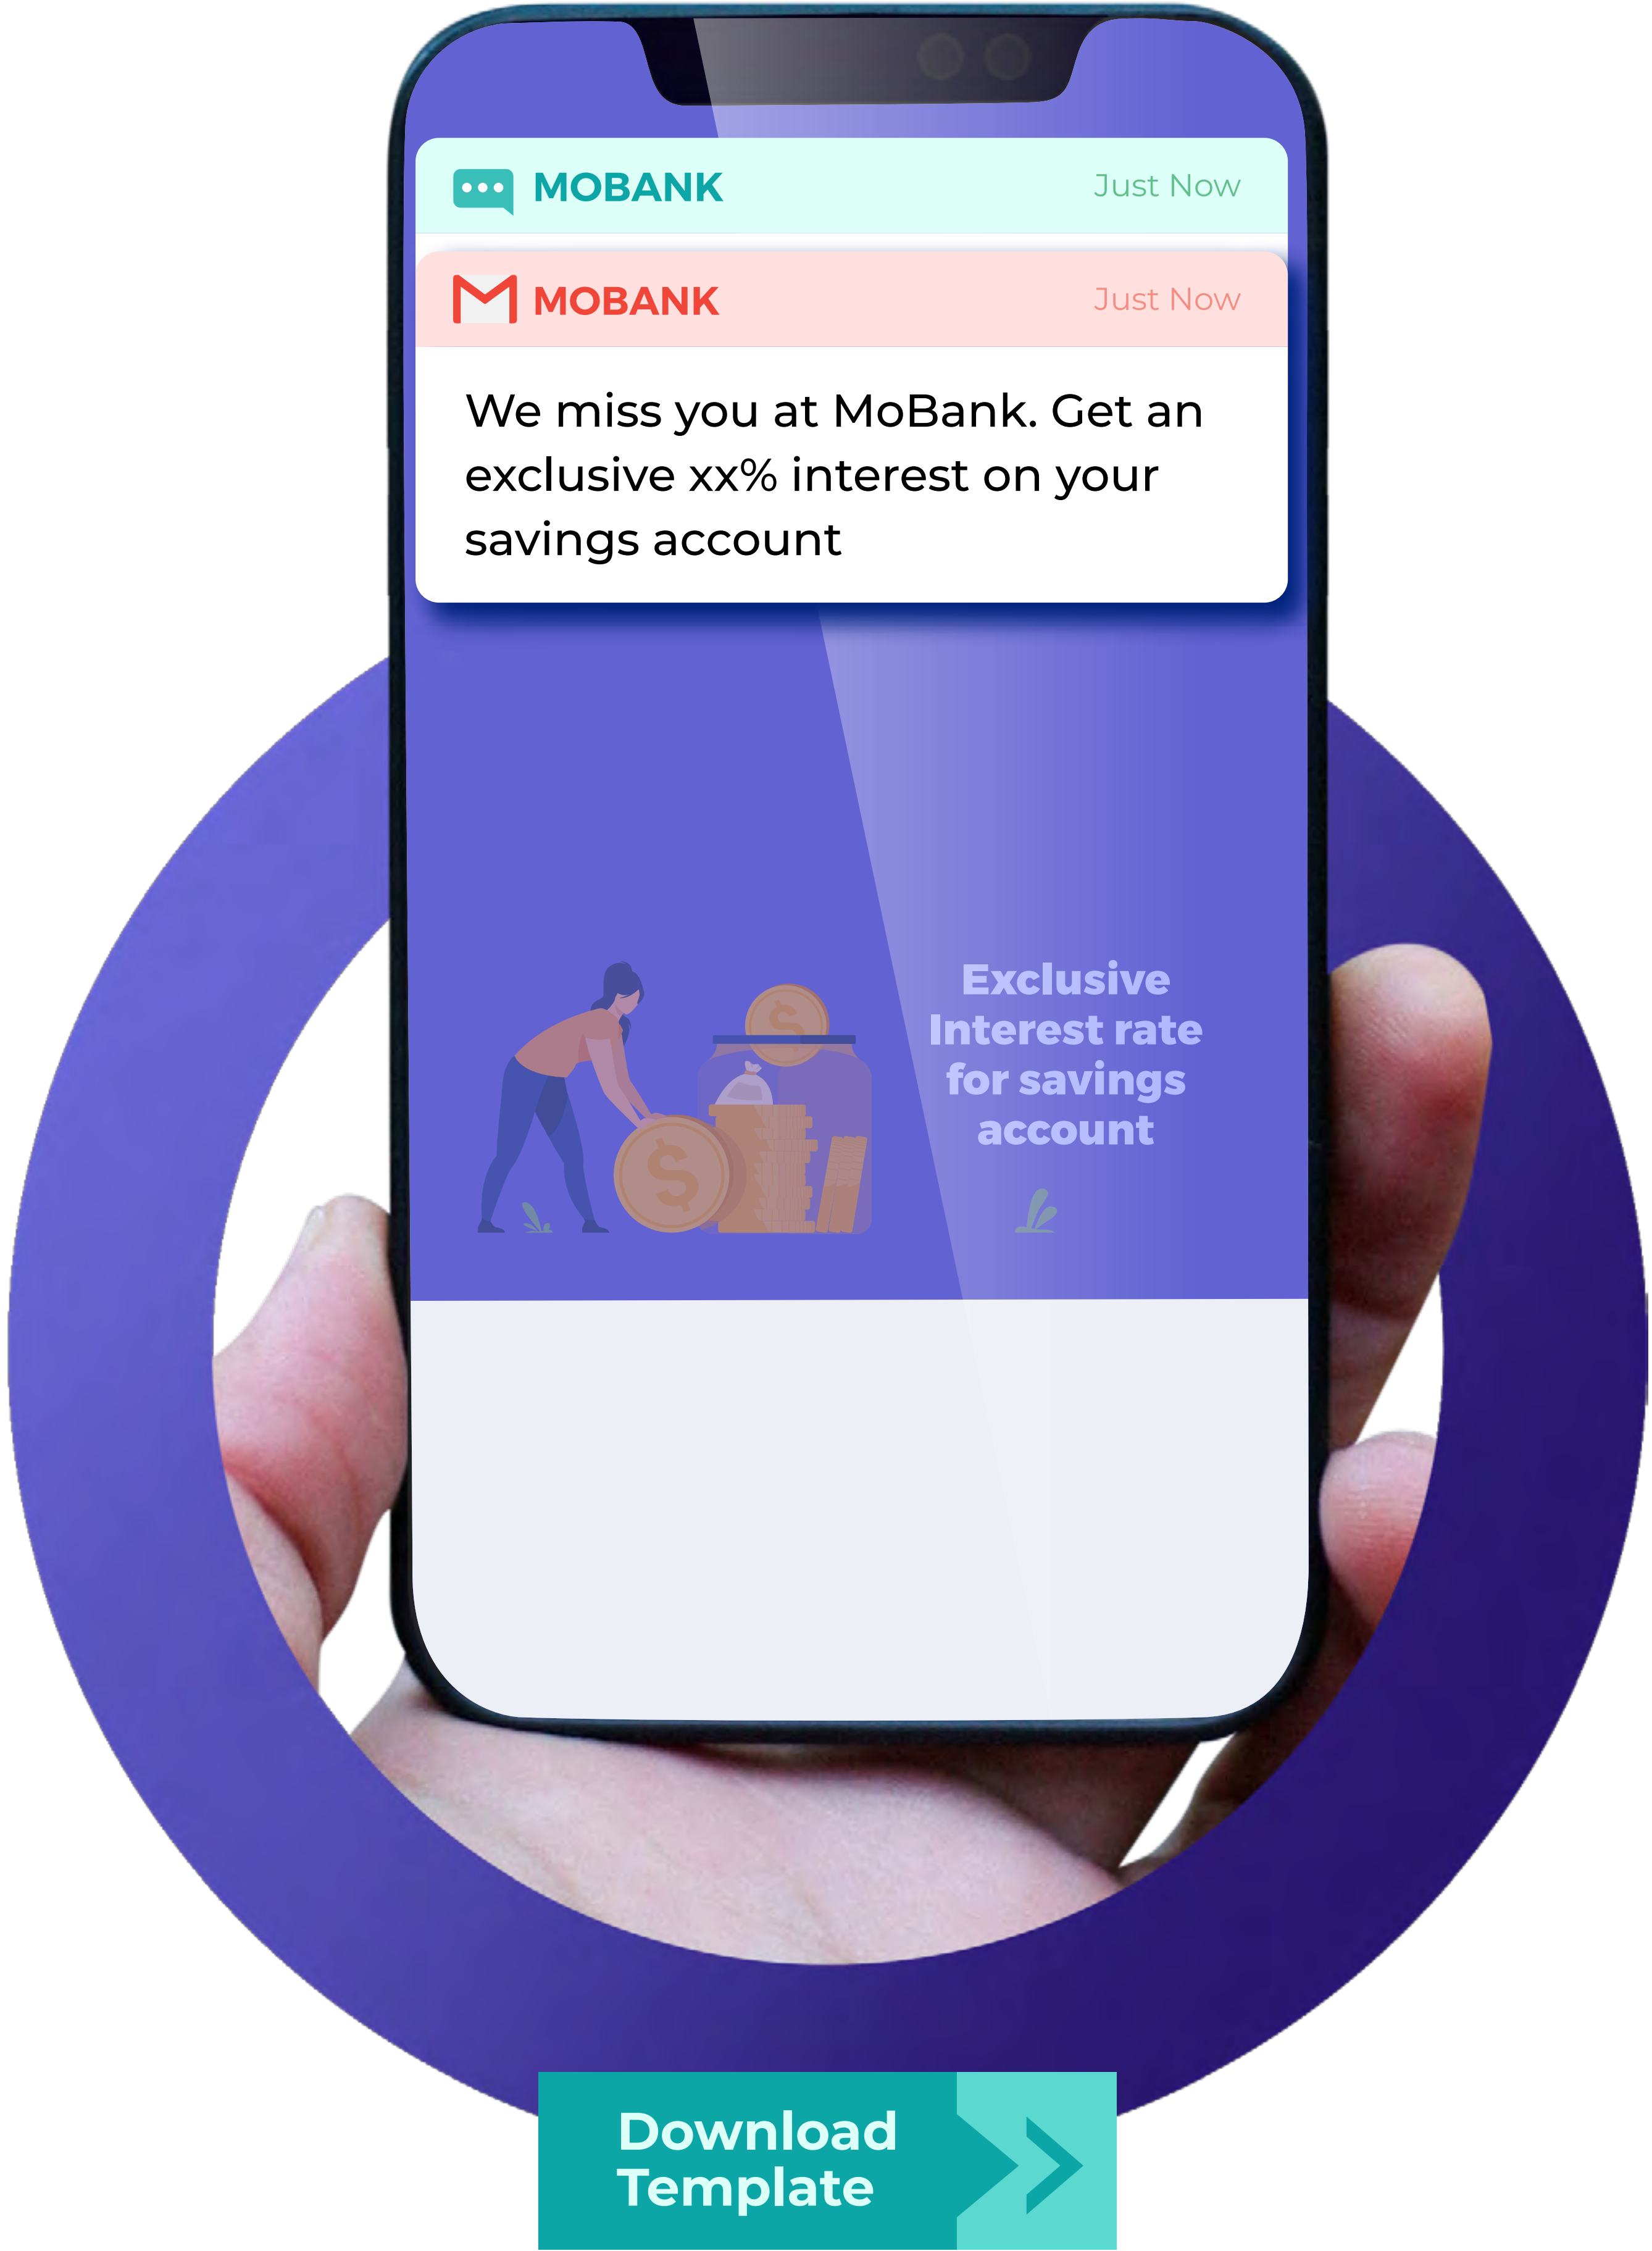 MOBANK
Just Now
MOBANK
Just Now
We miss you at MoBank. Get an
exclusive xx% interest on your
savings account
Exclusive
Interest rate
for savings
account
Download
Template